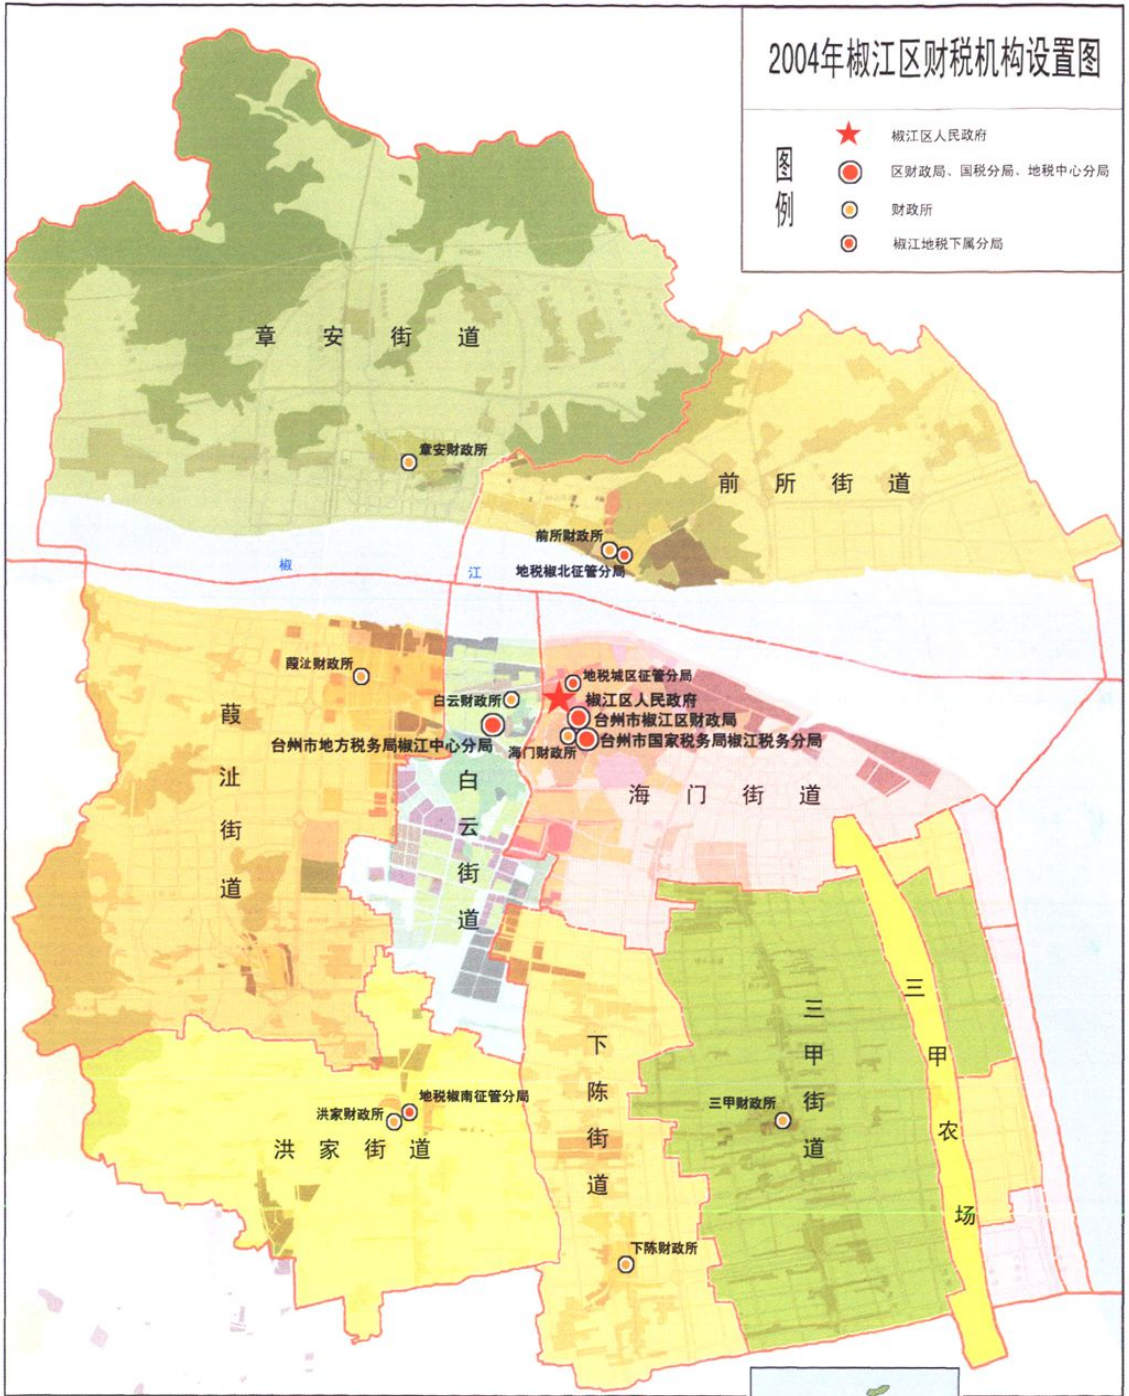 2004年椒江区财税机构设置图
图例
椒江区人民政府
区财政局、国税分局、地税中心分局
财政所
椒江地税下属分局
章安街道
章安财政所
前所街道
前所财政所
地税椒北征管分局
椒江
葭沚财政所
地税城区征管分局
白云财政所
椒江区人民政府
台州市椒江区财政局
台州市地方税务局椒江中心分局
海门财政所
台州市国家税务局椒江税务分局
葭沚街道
白云街道
海门街道
三甲农场
三甲街道
下陈街道
三甲财政所
地税椒南征管分局
洪家财政所
洪家街道
下陈财政所